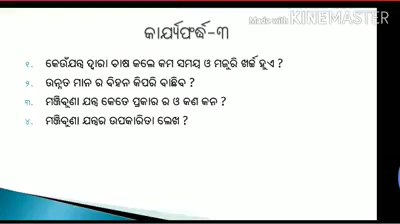 କାର୍ଯ୍ୟଫର୍ଦ୍ଧ-୩
Made with KINEMASTER
୧. କେଉଁଯନ୍ତ୍ର ଦ୍ୱାରା ଚାଷ କଲେ କମ ସମୟ ଓ ମଜୁରି ଖର୍ଚ୍ଚ ହୁଏ ?
୨. ଉନ୍ନତ ମାନ ର ବିହନ କିପରି ବାଛିବ ?
୩. ମଞ୍ଜିବୁଣା ଯନ୍ତ୍ର କେତେ ପ୍ରକାର ର ଓ କଣ କନ ?
୪. ମଞ୍ଜିବୁଣା ଯନ୍ତ୍ରର ଉପକାରିତା ଲେଖ ?